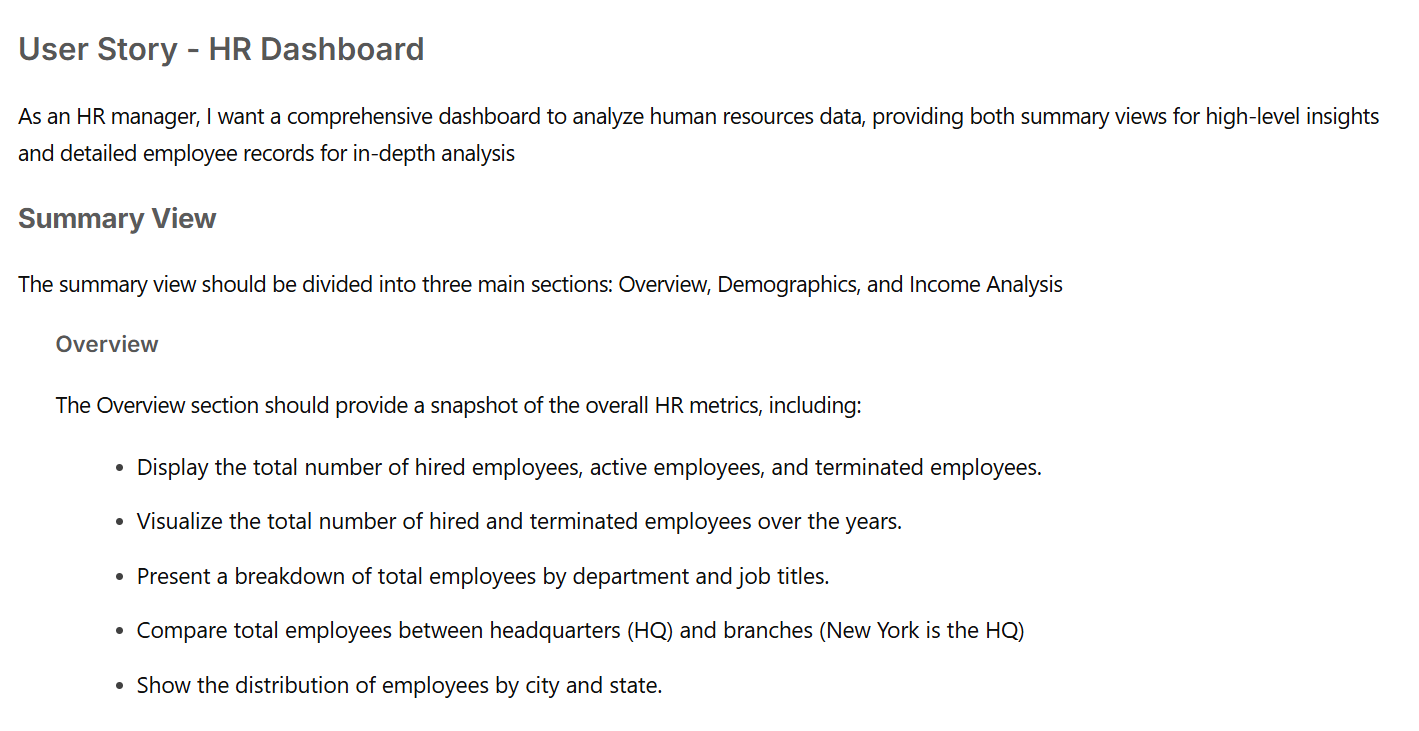 User Story - HR Dashboard
As an HR manager, I want a comprehensive dashboard to analyze human resources data, providing both summary views for high-level insights
and detailed employee records for in-depth analysis
Summary View
The summary view should be divided into three main sections: Overview, Demographics, and Income Analysis
Overview
The Overview section should provide a snapshot of the overall HR metrics, including:
• Display the total number of hired employees, active employees, and terminated employees.
• Visualize the total number of hired and terminated employees over the years.
• Present a breakdown of total employees by department and job titles.
• Compare total employees between headquarters (HQ) and branches (New York is the HQ)
• Show the distribution of employees by city and state.